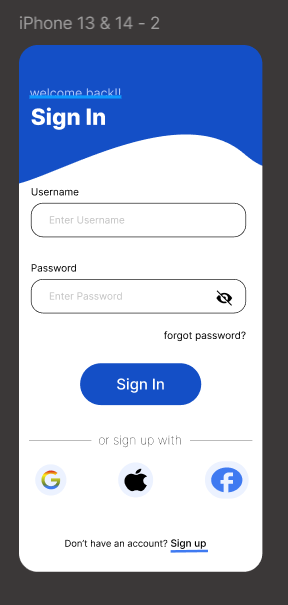 iPhone 13 & 14 - 2
welcome back!!
Sign In
Username
Enter Username
Password
Enter Password
forgot password?
Sign In
or sign up with
Don't have an account? Sign up